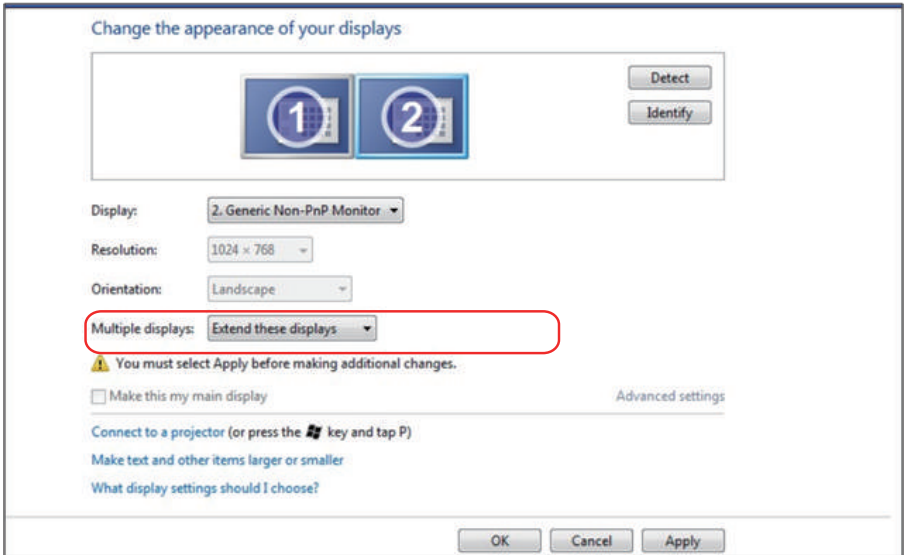 Change the appearance of your displays
1 2
Detect
Identify
Display: 2. Generic Non-PnP Monitor
Resolution: 1024 × 768
Orientation: Landscape
Multiple displays: Extend these displays
You must select Apply before making additional changes.
Make this my main display Advanced settings
Connect to a projector (or press the key and tap P)
Make text and other items larger or smaller
What display settings should I choose?
OK Cancel Apply